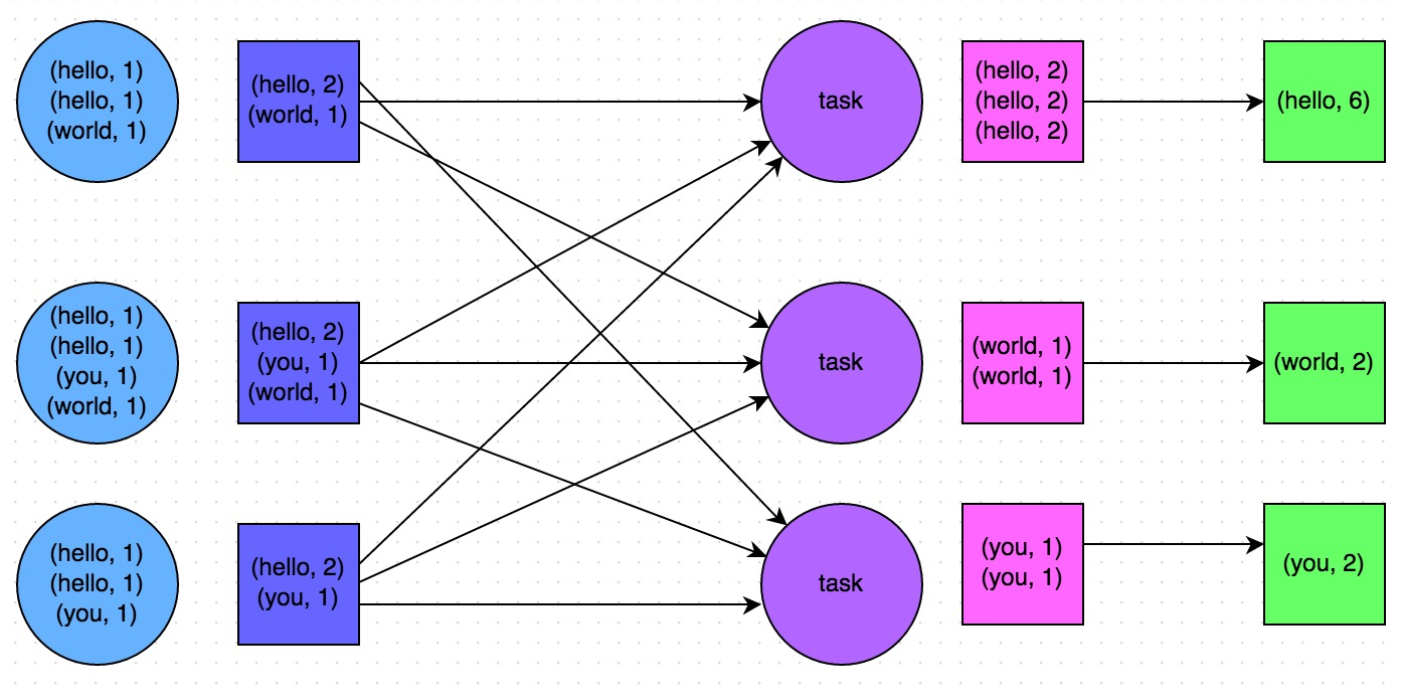 (hello, 1)
(hello, 1)
(world, 1)
(hello, 2)
(world, 1)
task
(hello, 2)
(hello, 2)
(hello, 2)
(hello, 6)
(hello, 1)
(hello, 1)
(you, 1)
(world, 1)
(hello, 2)
(you, 1)
(world, 1)
task
(world, 1)
(world, 1)
(world, 2)
(hello, 1)
(hello, 1)
(you, 1)
(hello, 2)
(you, 1)
task
(you, 1)
(you, 1)
(you, 2)